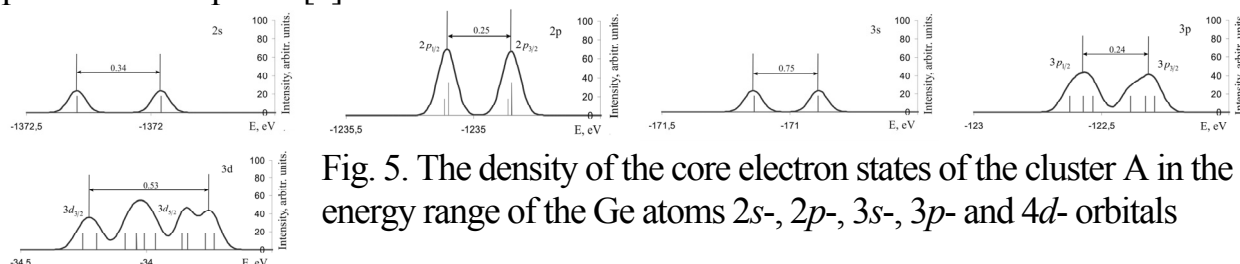 2s
100
80
60
40
20
0
Intensity, arbitr. units.
0.34
-1372,5
-1372
E, eV
2p
100
80
60
40
20
0
Intensity, arbitr. units.
2p1/2
0.25
2p3/2
-1235,5
-1235
E, eV
3s
100
80
60
40
20
0
Intensity, arbitr. units.
0.75
-171,5
-171
E, eV
3p
100
80
60
40
20
0
Intensity, arbitr. units.
3p1/2
0.24
3p3/2
-123
-122,5
E, eV
3d
100
80
60
40
20
0
Intensity, arbitr. units.
0.53
3d3/2
3d5/2
-34,5
-34
E, eV
Fig. 5. The density of the core electron states of the cluster A in the
energy range of the Ge atoms 2s-, 2p-, 3s-, 3p- and 4d- orbitals